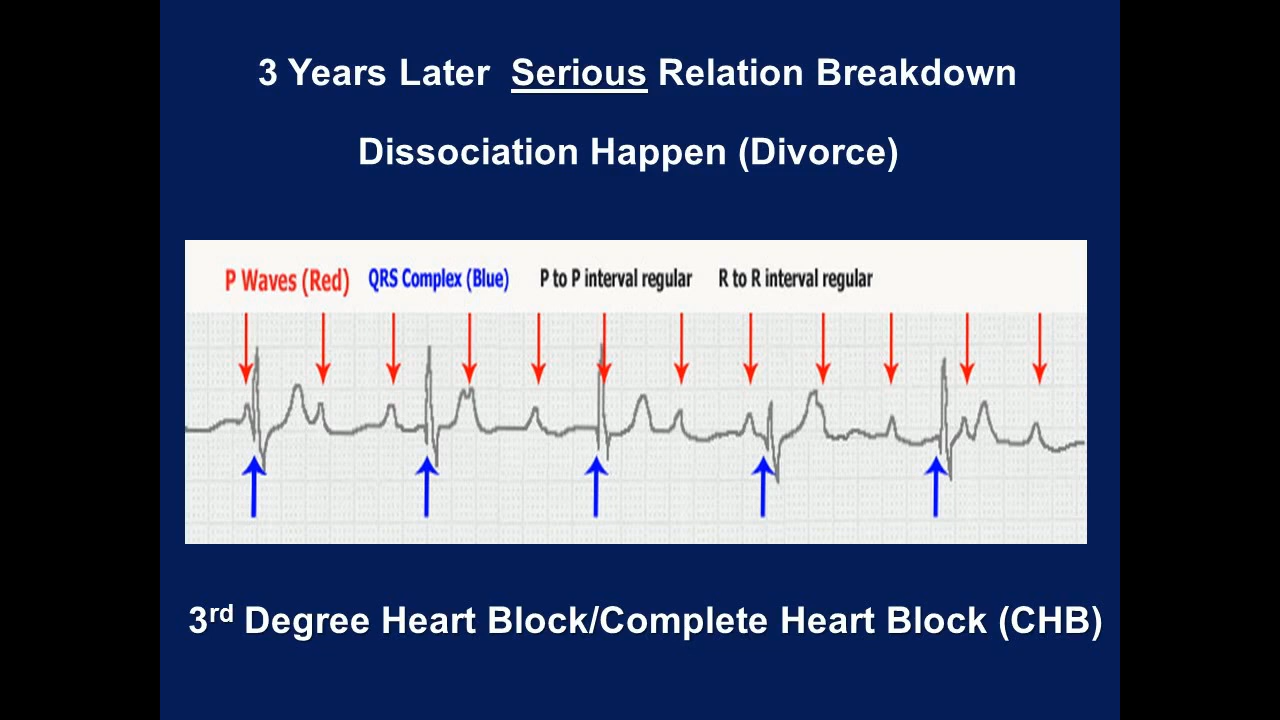 3 Years Later Serious Relation Breakdown
Dissociation Happen (Divorce)
P Waves (Red) QRS Complex (Blue) P to P interval regular R to R interval regular
3rd Degree Heart Block/Complete Heart Block (CHB)